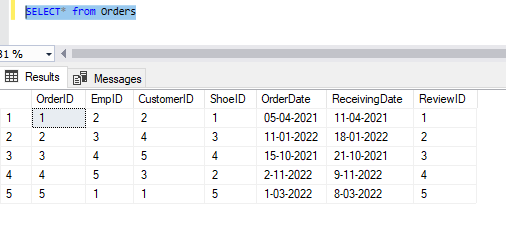 SELECT* from Orders
31 %
Results Messages
OrderID EmpID CustomerID ShoeID OrderDate ReceivingDate ReviewID
1 1 2 2 1 05-04-2021 11-04-2021 1
2 2 3 4 3 11-01-2022 18-01-2022 2
3 3 4 5 4 15-10-2021 21-10-2021 3
4 4 5 3 2 2-11-2022 9-11-2022 4
5 5 1 1 5 1-03-2022 8-03-2022 5